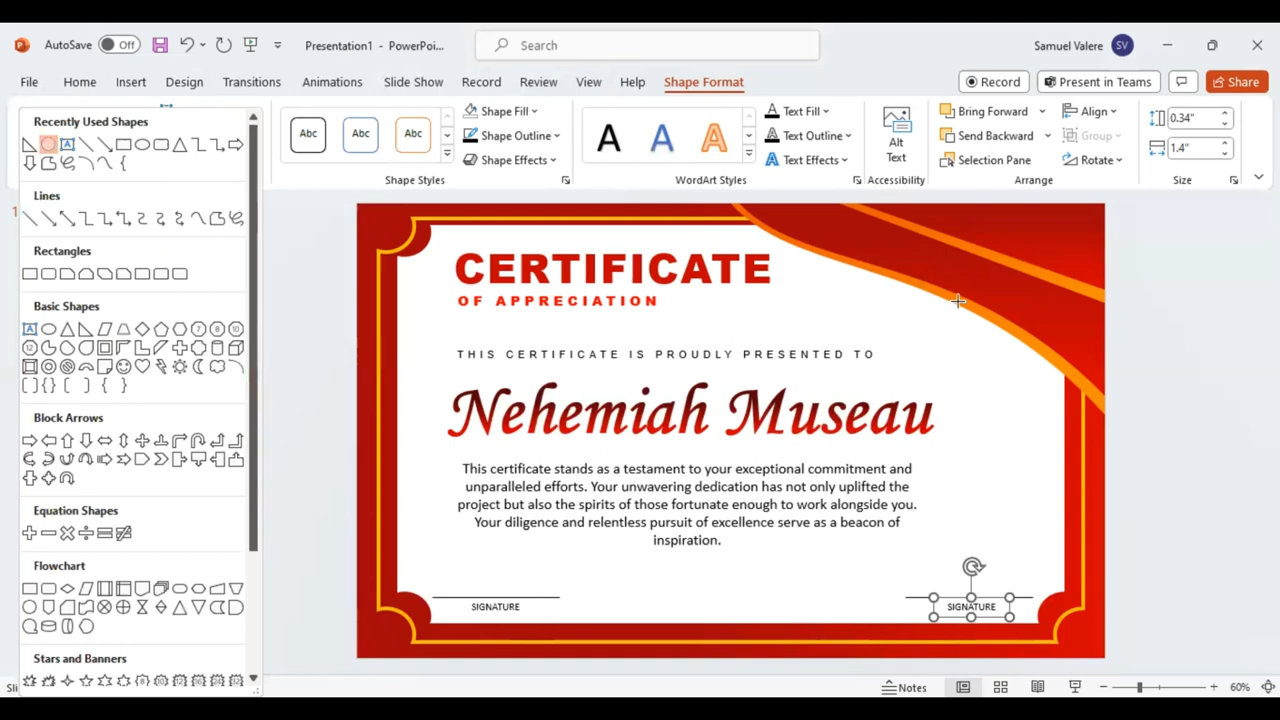 AutoSave Off Presentation1 - PowerPoi... Search Samuel Valere SV
File Home Insert Design Transitions Animations Slide Show Record Review View Help Shape Format Record Present in Teams Share
Recently Used Shapes
Lines
Rectangles
Basic Shapes
Block Arrows
Equation Shapes
Flowchart
Stars and Banners
Abc Abc Abc
Shape Fill
Shape Outline
Shape Effects
Shape Styles
A A A
Text Fill
Text Outline
Text Effects
WordArt Styles
Alt
Text
Accessibility
Bring Forward
Send Backward
Selection Pane
Align
Group
Rotate
Arrange
0.34"
1.4"
Size
1
CERTIFICATE
OF APPRECIATION
THIS CERTIFICATE IS PROUDLY PRESENTED TO
Nehemiah Museau
This certificate stands as a testament to your exceptional commitment and
unparalleled efforts. Your unwavering dedication has not only uplifted the
project but also the spirits of those fortunate enough to work alongside you.
Your diligence and relentless pursuit of excellence serve as a beacon of
inspiration.
SIGNATURE SIGNATURE
Notes 60%